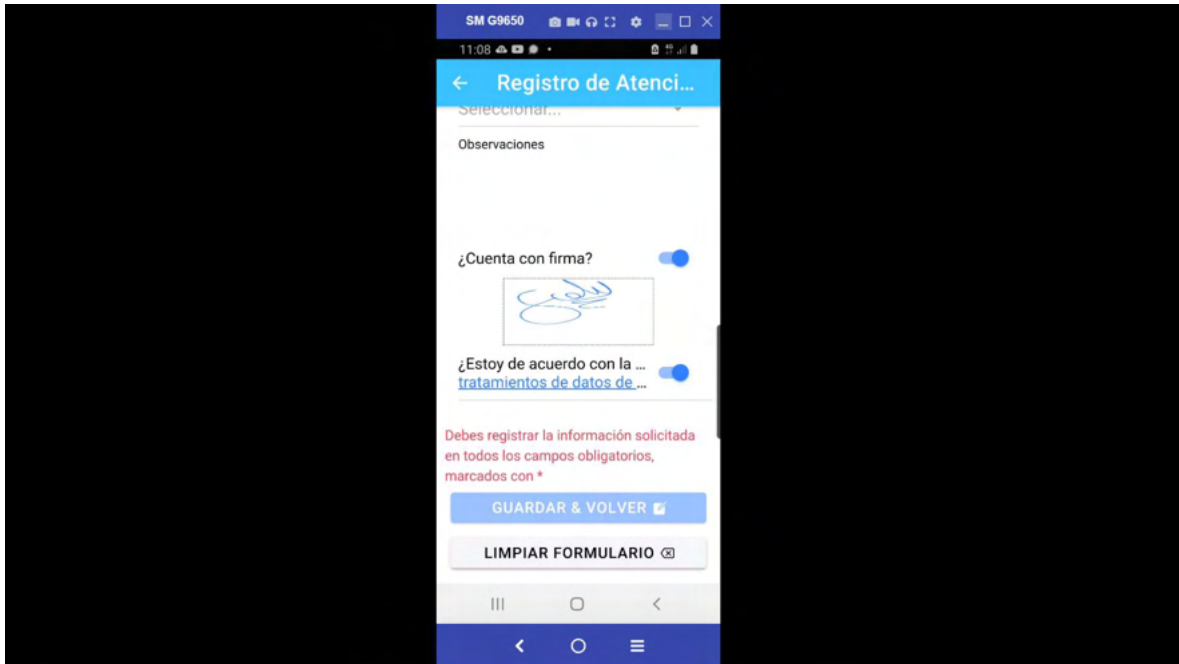 SM G9650
11:08
Registro de Atenci...
Seleccionar...
Observaciones
¿Cuenta con firma?
¿Estoy de acuerdo con la ...
tratamientos de datos de ...
Debes registrar la información solicitada
en todos los campos obligatorios,
marcados con *
GUARDAR & VOLVER
LIMPIAR FORMULARIO